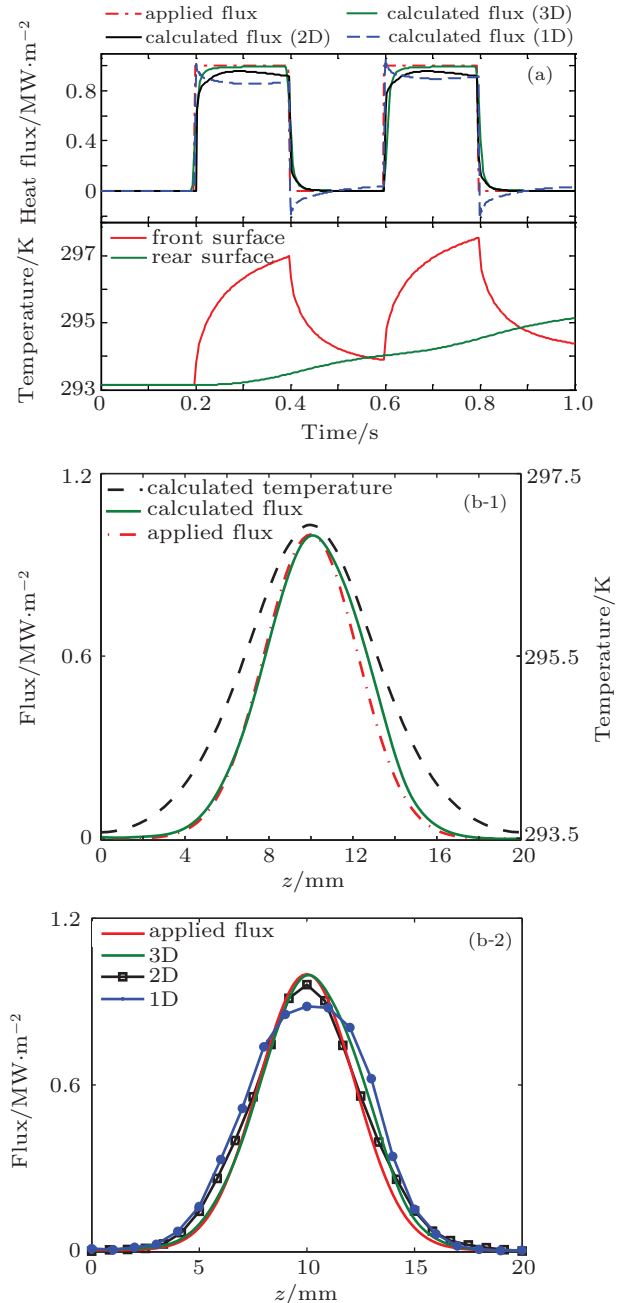 applied flux
calculated flux (3D)
calculated flux (2D)
calculated flux (1D)
(a)
Heat flux/MW·m−2
0.8
0.4
0
front surface
rear surface
Temperature/K
297
295
293
0 0.2 0.4 0.6 0.8 1.0
Time/s
1.2
0.6
0
Flux/MW·m−2
calculated temperature
calculated flux
applied flux
(b-1)
297.5
295.5
293.5
Temperature/K
0 4 8 12 16 20
z/mm
1.2
0.6
0
Flux/MW·m−2
applied flux
3D
2D
1D
(b-2)
0 5 10 15 20
z/mm